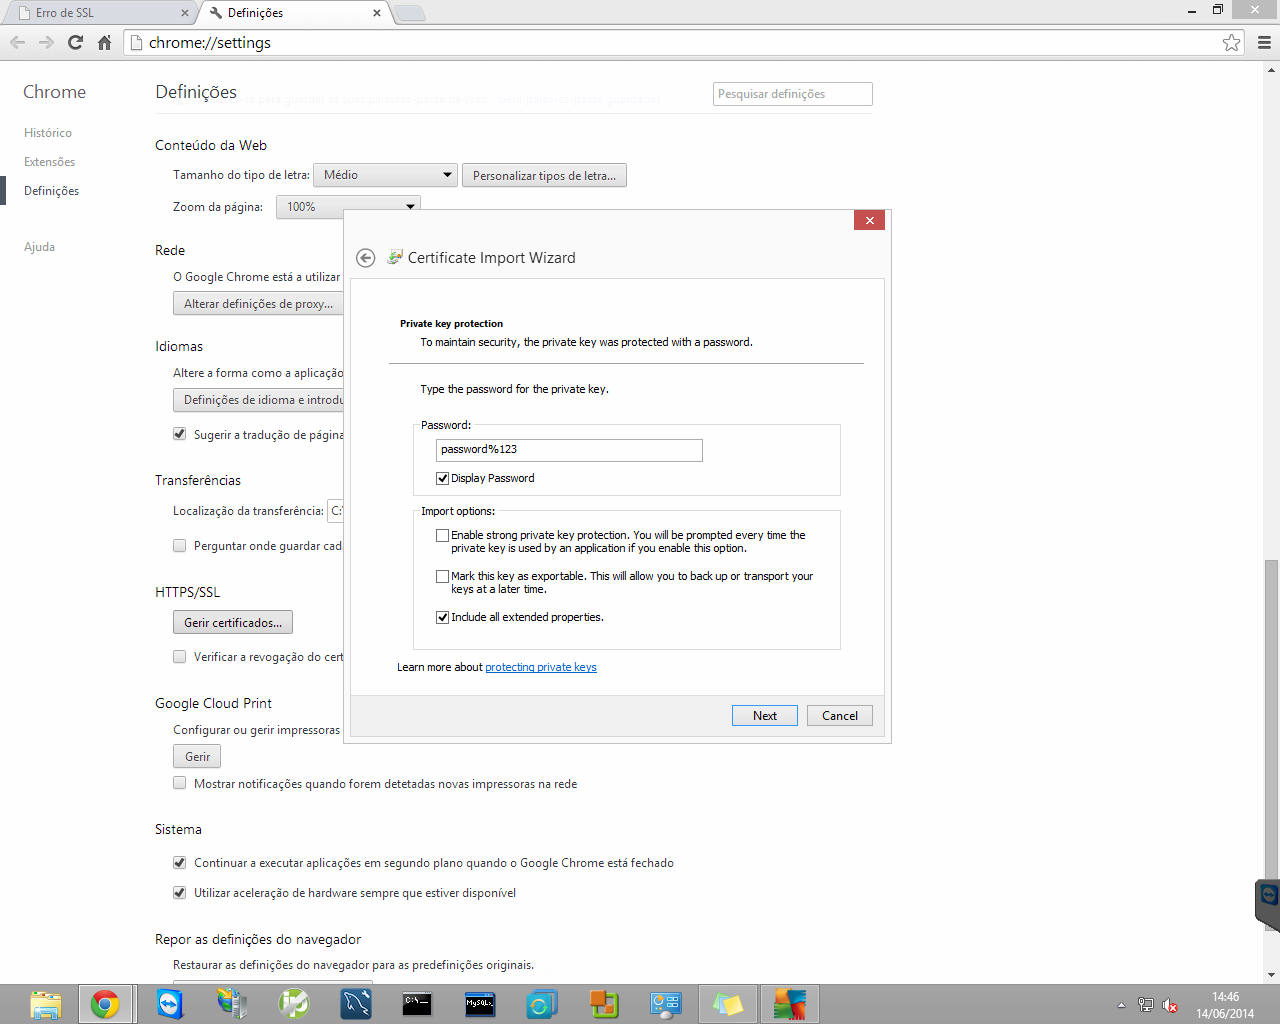 Erro de SSL
Definições
chrome://settings
Chrome
Definições
Pesquisar definições
Histórico
Extensões
Definições
Ajuda
Conteúdo da Web
Tamanho do tipo de letra:
Médio
Personalizar tipos de letra...
Zoom da página:
100%
Rede
O Google Chrome está a utilizar
Alterar definições de proxy...
Idiomas
Altere a forma como a aplicação
Definições de idioma e introdu
Sugerir a tradução de página
Transferências
Localização da transferência:
C:
Perguntar onde guardar cad
HTTPS/SSL
Gerir certificados...
Verificar a revogação do cert
Google Cloud Print
Configurar ou gerir impressoras
Gerir
Mostrar notificações quando forem detetadas novas impressoras na rede
Sistema
Continuar a executar aplicações em segundo plano quando o Google Chrome está fechado
Utilizar aceleração de hardware sempre que estiver disponível
Repor as definições do navegador
Restaurar as definições do navegador para as predefinições originais.
Certificate Import Wizard
Private key protection
To maintain security, the private key was protected with a password.
Type the password for the private key.
Password:
password%123
Display Password
Import options:
Enable strong private key protection. You will be prompted every time the
private key is used by an application if you enable this option.
Mark this key as exportable. This will allow you to back up or transport your
keys at a later time.
Include all extended properties.
Learn more about protecting private keys
Next
Cancel
C:\_
MySQL
14:46
14/06/2014